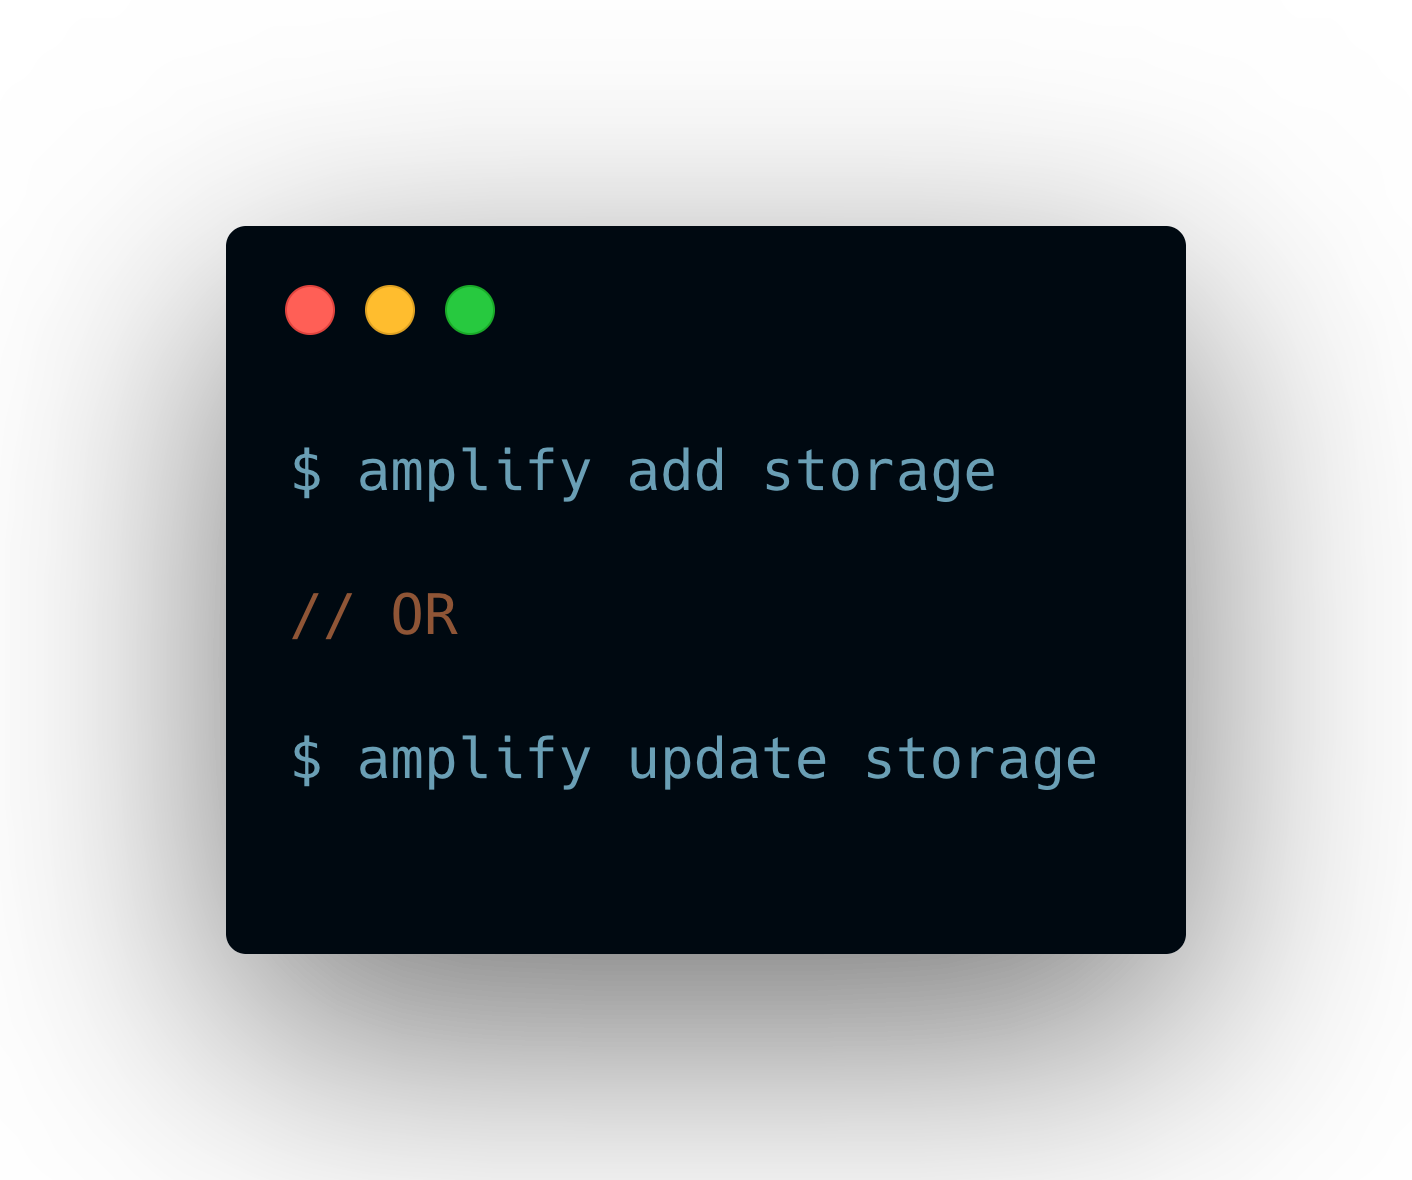 $ amplify add storage
// OR
$ amplify update storage